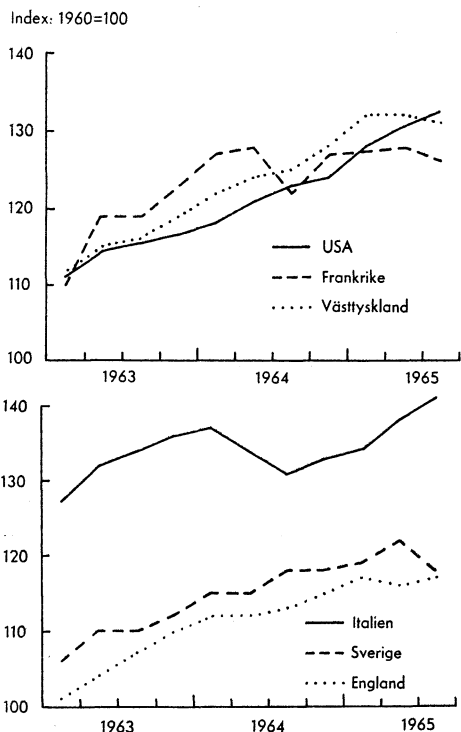 Index: 1960=100
140
130
120
110
100
USA
Frankrike
Västtyskland
1963 1964 1965
140
130
120
110
100
Italien
Sverige
England
1963 1964 1965